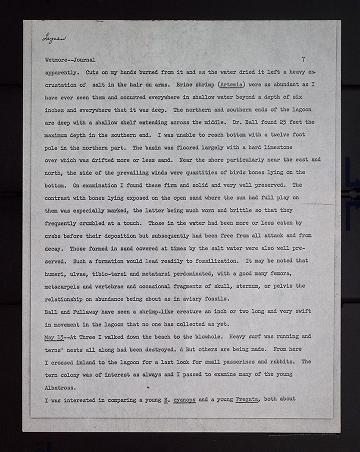 Laysan
Wetmore--Journal 7
apparently. Cuts on my hands burned from it and as the water dried it left a heavy en-
crustation of salt in the hair on arms. Brine shrimp (Artemia) were as abundant as I
have ever seen them and occurred everywhere in shallow water beyond a depth of six
inches and everywhere that it was deep. The northern and southern ends of the lagoon
are deep with a shallow shelf extending across the middle. Dr. Ball found 23 feet the
maximum depth in the southern end. I was unable to reach bottom with a twelve foot
pole in the northern part. The basin was floored largely with a hard limestone
over which was drifted more or less sand. Near the shore particularly near the east and
north, the side of the prevailing winds were quantities of birds bones lying on the
bottom. On examination I found these firm and solid and very well preserved. The
contrast with bones lying exposed on the open sand where the sun had full play on
them was especially marked, the latter being much worn and brittle so that they
frequently crumbled at a touch. Those in the water had been more or less eaten by
crabs before their deposition but subsequently had been free from all attack and from
decay. Those formed in sand covered at times by the salt water were also well pre-
served. Such a formation would lend readily to fossilization. It may be noted that
humeri, ulnas, tibio-tarsi and metatarsi predominated, with a good many femora,
metacarpels and vertebrae and occasional fragments of skull, sternum, or pelvis the
relationship on abundance being about as in aviary fossils.
Ball and Pullaway have seen a shrimp-like creature an inch or two long and very swift
in movement in the lagoon that no one has collected as yet.
May 13--At Three I walked down the beach to the blowhole. Heavy surf was running and
terns' nests all along had been destroyed. & But others are being made. From here
I crossed inland to the lagoon for a last look for small passerines and rabbits. The
tern colony was of interest as always and I paused to examine many of the young
Albatross.
I was interested in comparing a young S. cyanops and a young Fregata, both about